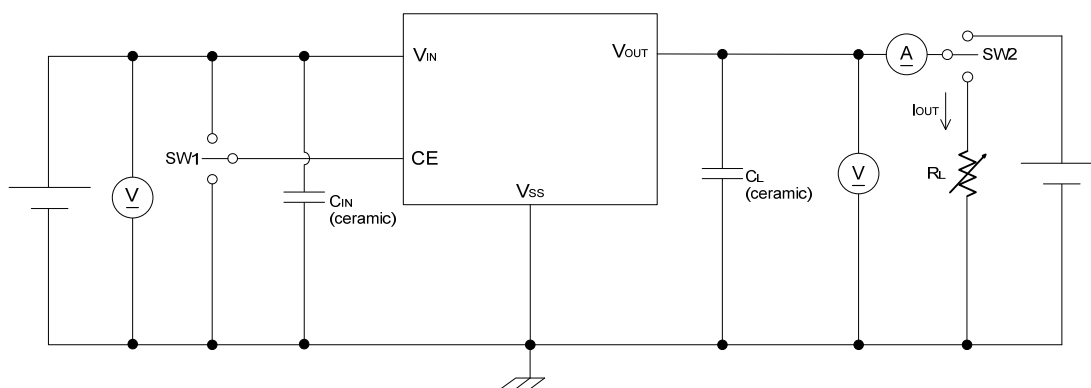 VIN
VOUT
A
SW2
IOUT
SW1
CE
V
CIN
(ceramic)
VSS
CL
(ceramic)
V
RL